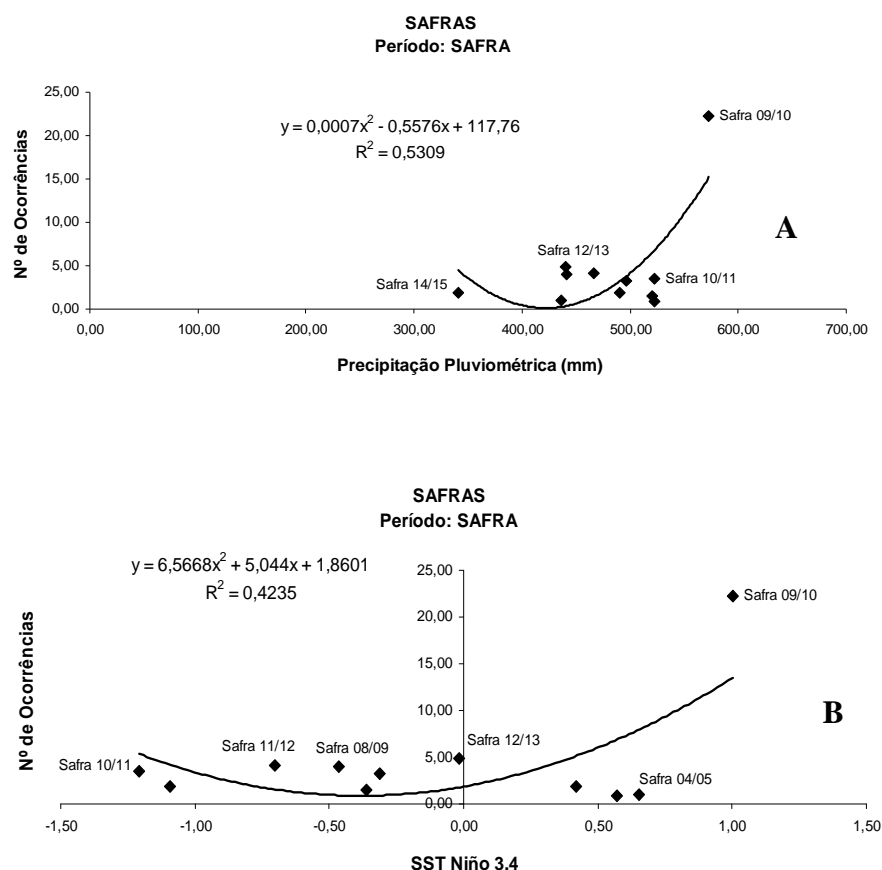 SAFRAS
Período: SAFRA
25,00
20,00
15,00
10,00
5,00
0,00
Nº de Ocorrências
y = 0,0007x² - 0,5576x + 117,76
R² = 0,5309
Safra 09/10
Safra 12/13
Safra 10/11
Safra 14/15
A
0,00 100,00 200,00 300,00 400,00 500,00 600,00 700,00
Precipitação Pluviométrica (mm)
SAFRAS
Período: SAFRA
y = 6,5668x² + 5,044x + 1,8601
R² = 0,4235
25,00
20,00
15,00
10,00
5,00
0,00
Nº de Ocorrências
Safra 09/10
Safra 12/13
Safra 11/12
Safra 08/09
Safra 10/11
Safra 04/05
B
-1,50 -1,00 -0,50 0,00 0,50 1,00 1,50
SST Niño 3.4